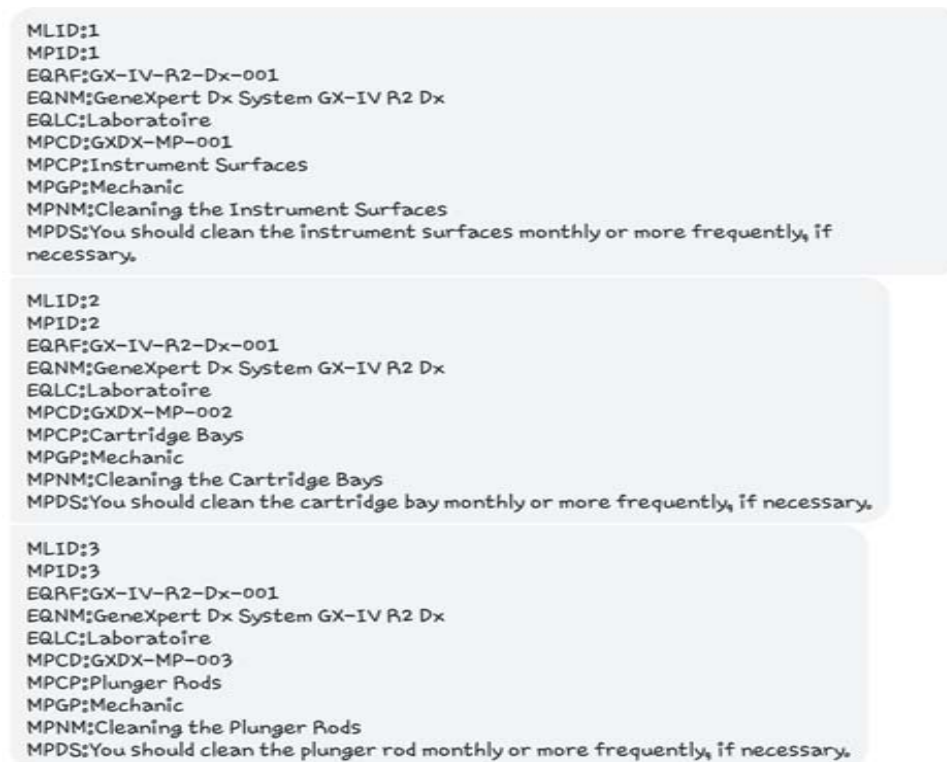 MLID:1
MPID:1
EQRF:GX-IV-R2-Dx-001
EQNM:GeneXpert Dx System GX-IV R2 Dx
EQLC:Laboratoire
MPCD:GXDX-MP-001
MPCP:Instrument Surfaces
MPGP:Mechanic
MPNM:Cleaning the Instrument Surfaces
MPDS:You should clean the instrument surfaces monthly or more frequently, if
necessary.
MLID:2
MPID:2
EQRF:GX-IV-R2-Dx-001
EQNM:GeneXpert Dx System GX-IV R2 Dx
EQLC:Laboratoire
MPCD:GXDX-MP-002
MPCP:Cartridge Bays
MPGP:Mechanic
MPNM:Cleaning the Cartridge Bays
MPDS:You should clean the cartridge bay monthly or more frequently, if necessary.
MLID:3
MPID:3
EQRF:GX-IV-R2-Dx-001
EQNM:GeneXpert Dx System GX-IV R2 Dx
EQLC:Laboratoire
MPCD:GXDX-MP-003
MPCP:Plunger Rods
MPGP:Mechanic
MPNM:Cleaning the Plunger Rods
MPDS:You should clean the plunger rod monthly or more frequently, if necessary.